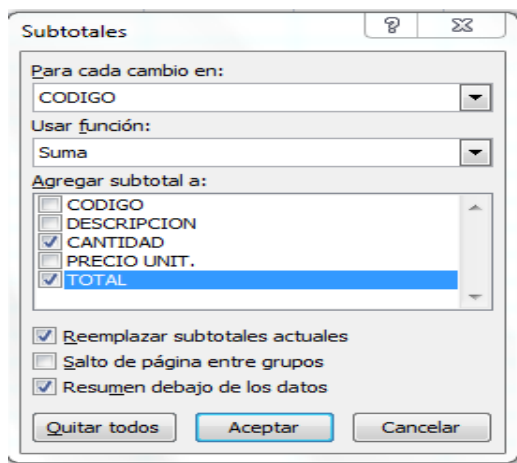 Subtotales
Para cada cambio en:
CODIGO
Usar función:
Suma
Agregar subtotal a:
CODIGO
DESCRIPCION
CANTIDAD
PRECIO UNIT.
TOTAL
Reemplazar subtotales actuales
Salto de página entre grupos
Resumen debajo de los datos
Quitar todos Aceptar Cancelar